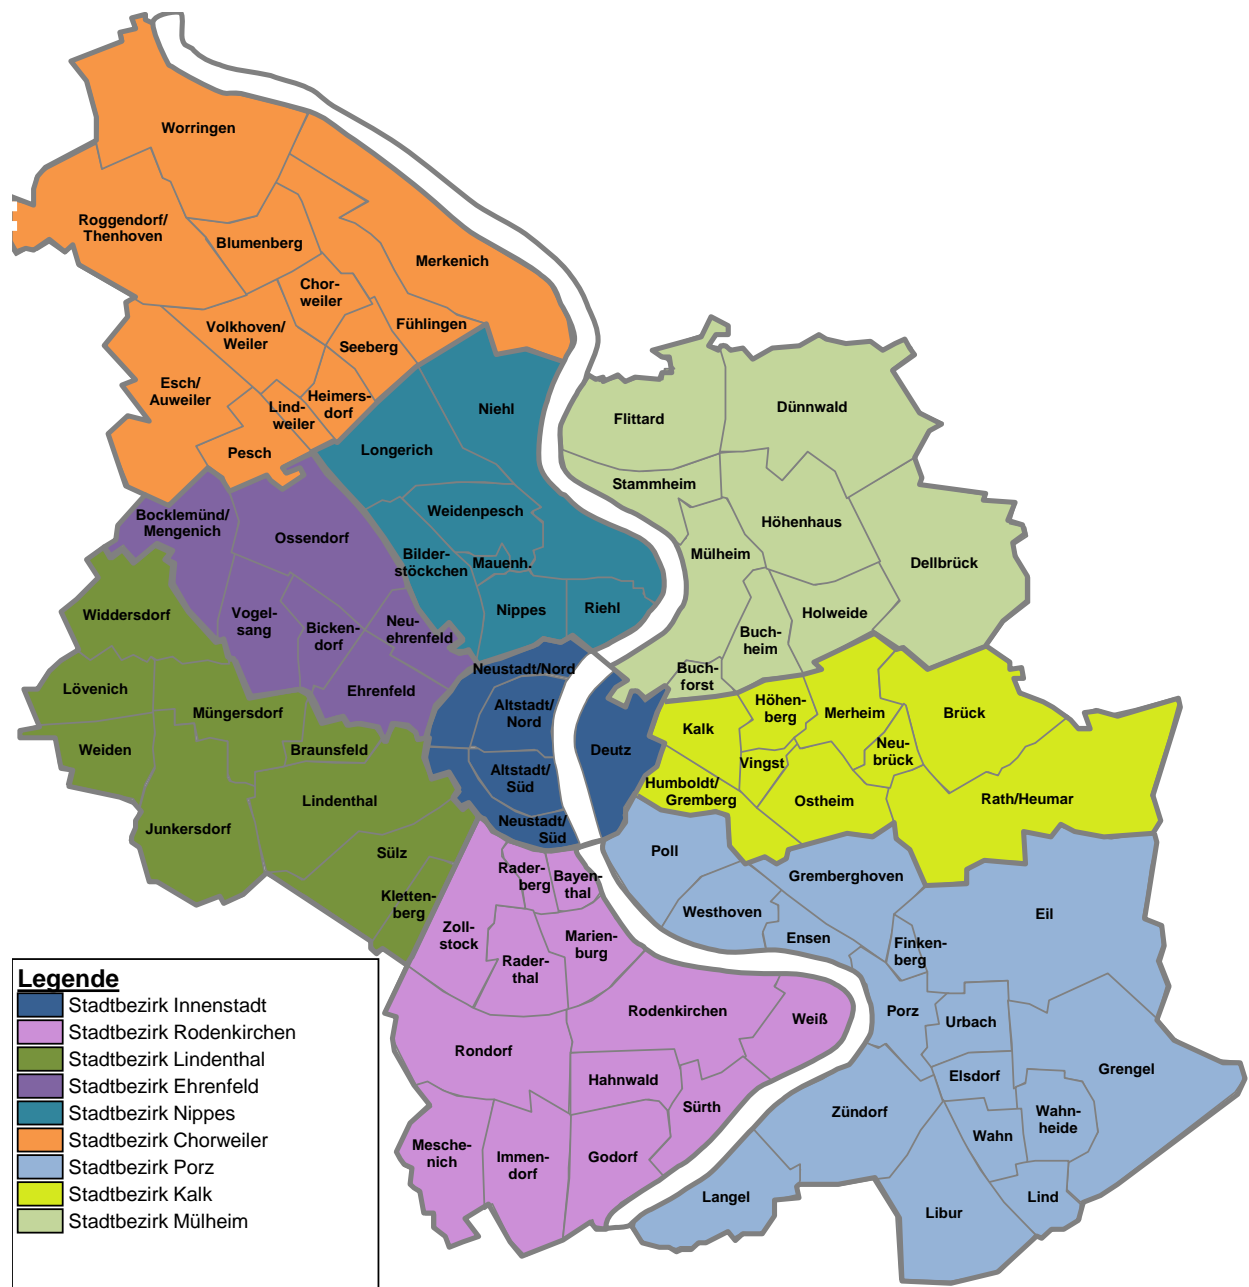 Worringen
Roggendorf/
Thenhoven
Blumenberg
Merkenich
Chor-
weiler
Volkhoven/
Weiler
Fühlingen
Seeberg
Esch/
Auweiler
Heimers-
dorf
Lind-
weiler
Pesch
Niehl
Longerich
Weidenpesch
Bilder-
stöckchen
Mauenh.
Nippes
Riehl
Flittard
Dünnwald
Stammheim
Höhenhaus
Mülheim
Dellbrück
Holweide
Buch-
heim
Buch-
forst
Bocklemünd/
Mengenich
Ossendorf
Vogel-
sang
Bicken-
dorf
Neu-
ehrenfeld
Ehrenfeld
Widdersdorf
Lövenich
Müngersdorf
Weiden
Braunsfeld
Lindenthal
Junkersdorf
Sülz
Kletten-
berg
Neustadt/Nord
Altstadt/
Nord
Deutz
Altstadt/
Süd
Neustadt/
Süd
Kalk
Höhen-
berg
Merheim
Brück
Neu-
brück
Vingst
Humboldt/
Gremberg
Ostheim
Rath/Heumar
Poll
Gremberghoven
Westhoven
Ensen
Eil
Finken-
berg
Porz
Urbach
Elsdorf
Grengel
Zündorf
Wahn
Wahn-
heide
Langel
Libur
Lind
Rader-
berg
Bayen-
thal
Zoll-
stock
Marien-
burg
Rader-
thal
Rodenkirchen
Weiß
Rondorf
Hahnwald
Sürth
Mesche-
nich
Immen-
dorf
Godorf
Legende
Stadtbezirk Innenstadt
Stadtbezirk Rodenkirchen
Stadtbezirk Lindenthal
Stadtbezirk Ehrenfeld
Stadtbezirk Nippes
Stadtbezirk Chorweiler
Stadtbezirk Porz
Stadtbezirk Kalk
Stadtbezirk Mülheim